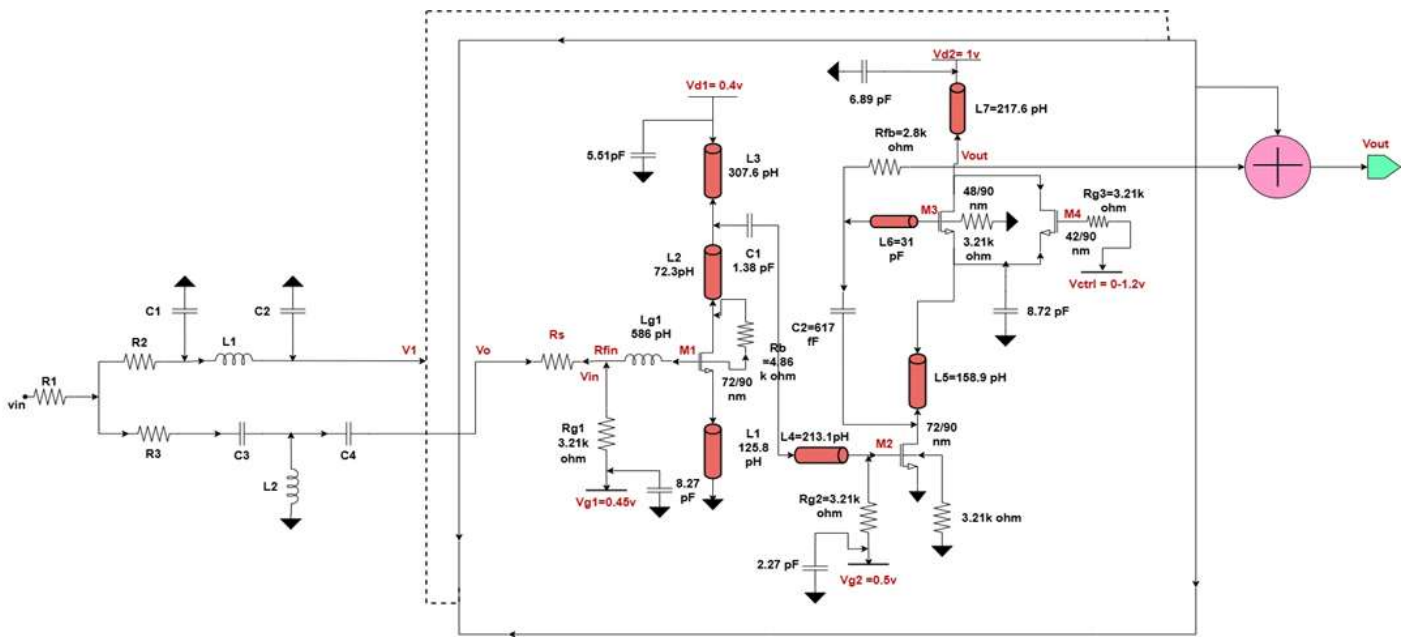 Vd2= 1v
6.89 pF
L7=217.6 pH
Vd1= 0.4v
Rfb=2.8k
ohm
Vout
Vout
5.51pF
L3
307.6 pH
48/90
nm
M3
Rg3=3.21k
ohm
M4
42/90
nm
L6=31
pF
3.21k
ohm
C1
1.38 pF
L2
72.3pH
Vctrl = 0-1.2v
8.72 pF
C1
C2
C2=617
fF
R2
L1
V1
Vo
Rs
Rfin
Vin
Lg1
586 pH
M1
Rb
=4.86
k ohm
72/90
nm
L5=158.9 pH
R1
vin
R3
C3
C4
L2
Rg1
3.21k
ohm
L1
125.8
pH
L4=213.1pH
M2
72/90
nm
8.27
pF
Vg1=0.45v
Rg2=3.21k
ohm
3.21k ohm
2.27 pF
Vg2 =0.5v